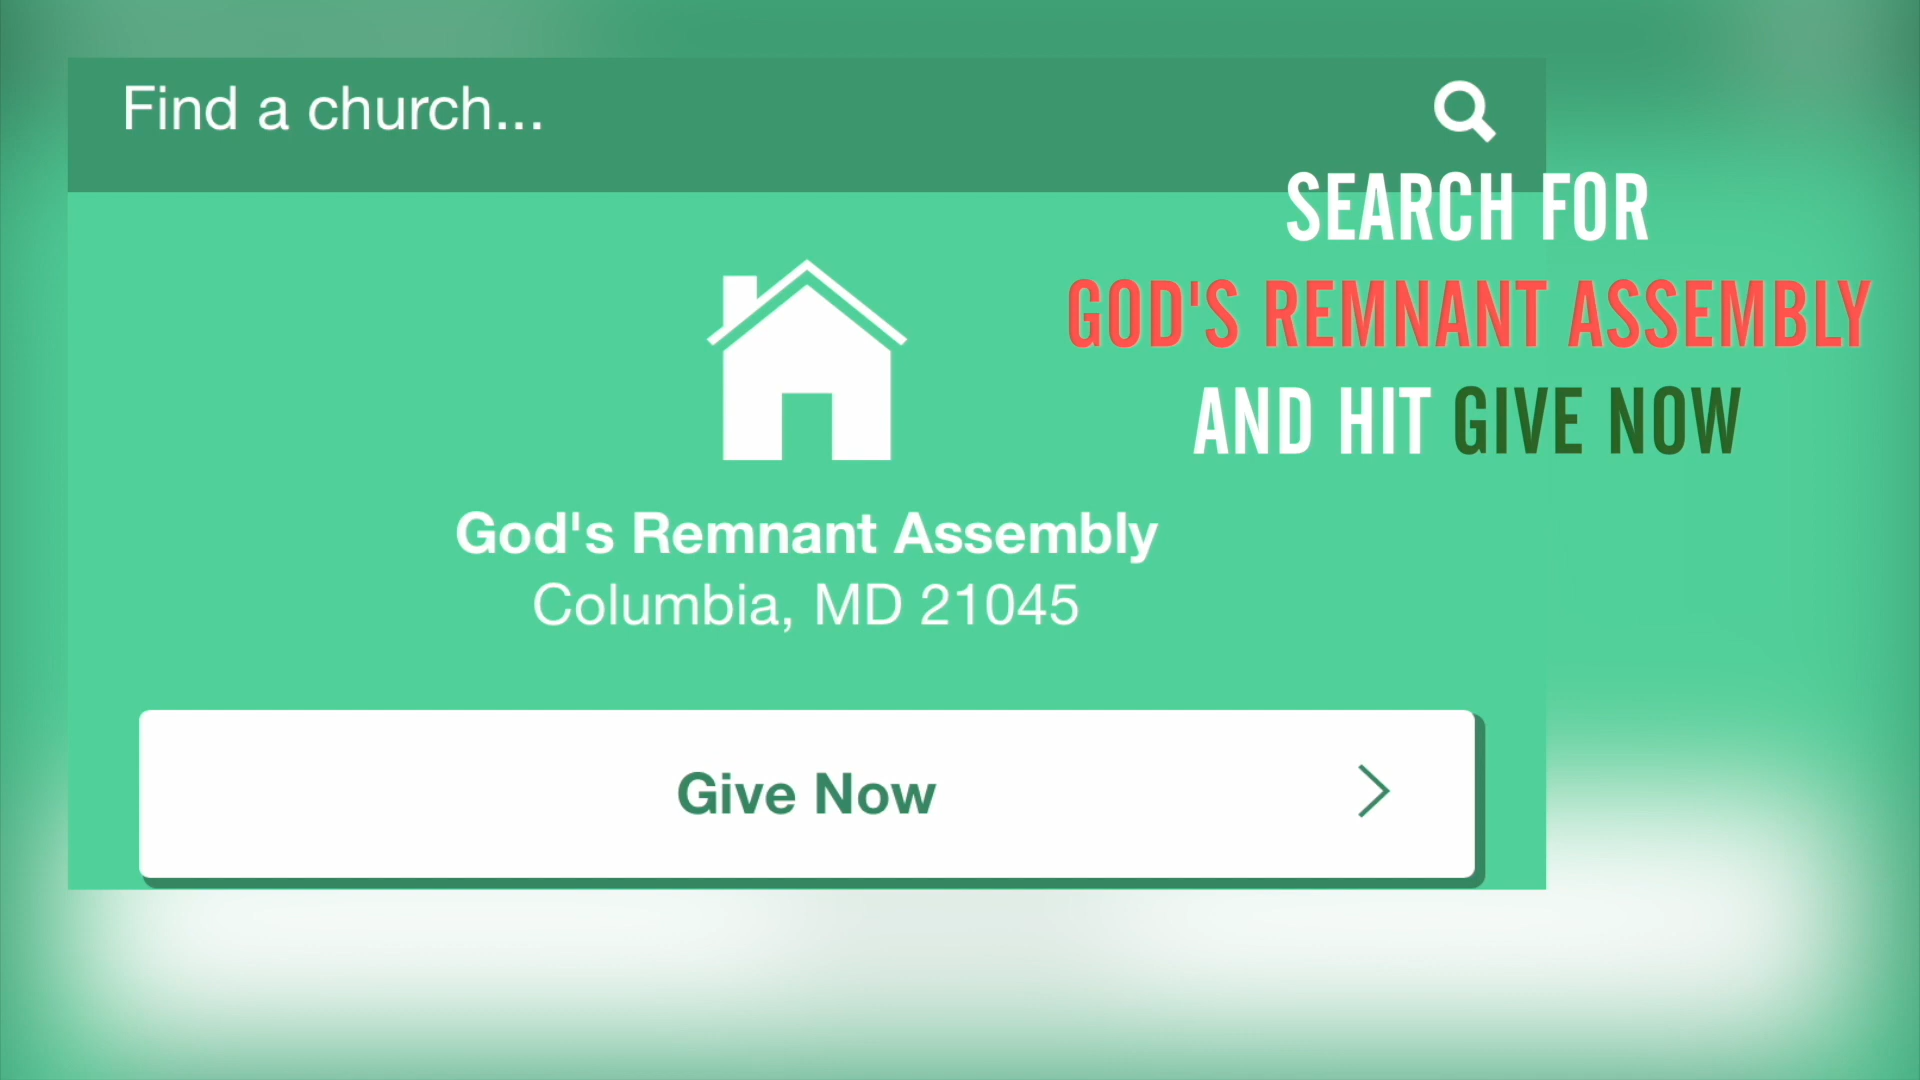 Find a church...
SEARCH FOR
GOD'S REMNANT ASSEMBLY
AND HIT GIVE NOW
God's Remnant Assembly
Columbia, MD 21045
Give Now